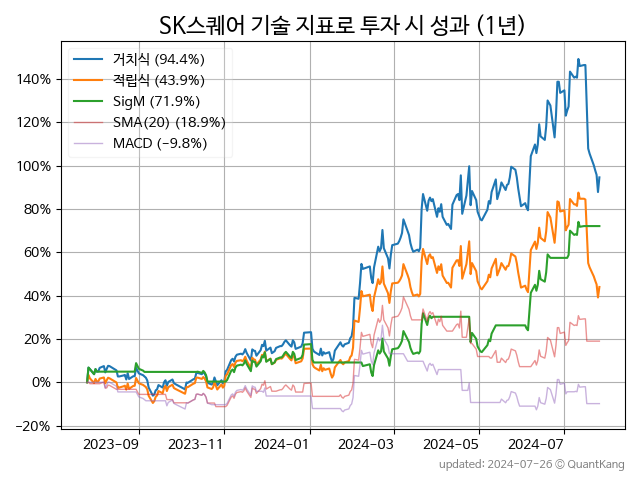 SK스퀘어 기술 지표로 투자 시 성과 (1년)
거치식 (94.4%)
적립식 (43.9%)
SigM (71.9%)
SMA(20) (18.9%)
MACD (−9.8%)
140%
120%
100%
80%
60%
40%
20%
0%
−20%
2023−09
2023−11
2024−01
2024−03
2024−05
2024−07
updated: 2024−07−26 © QuantKang